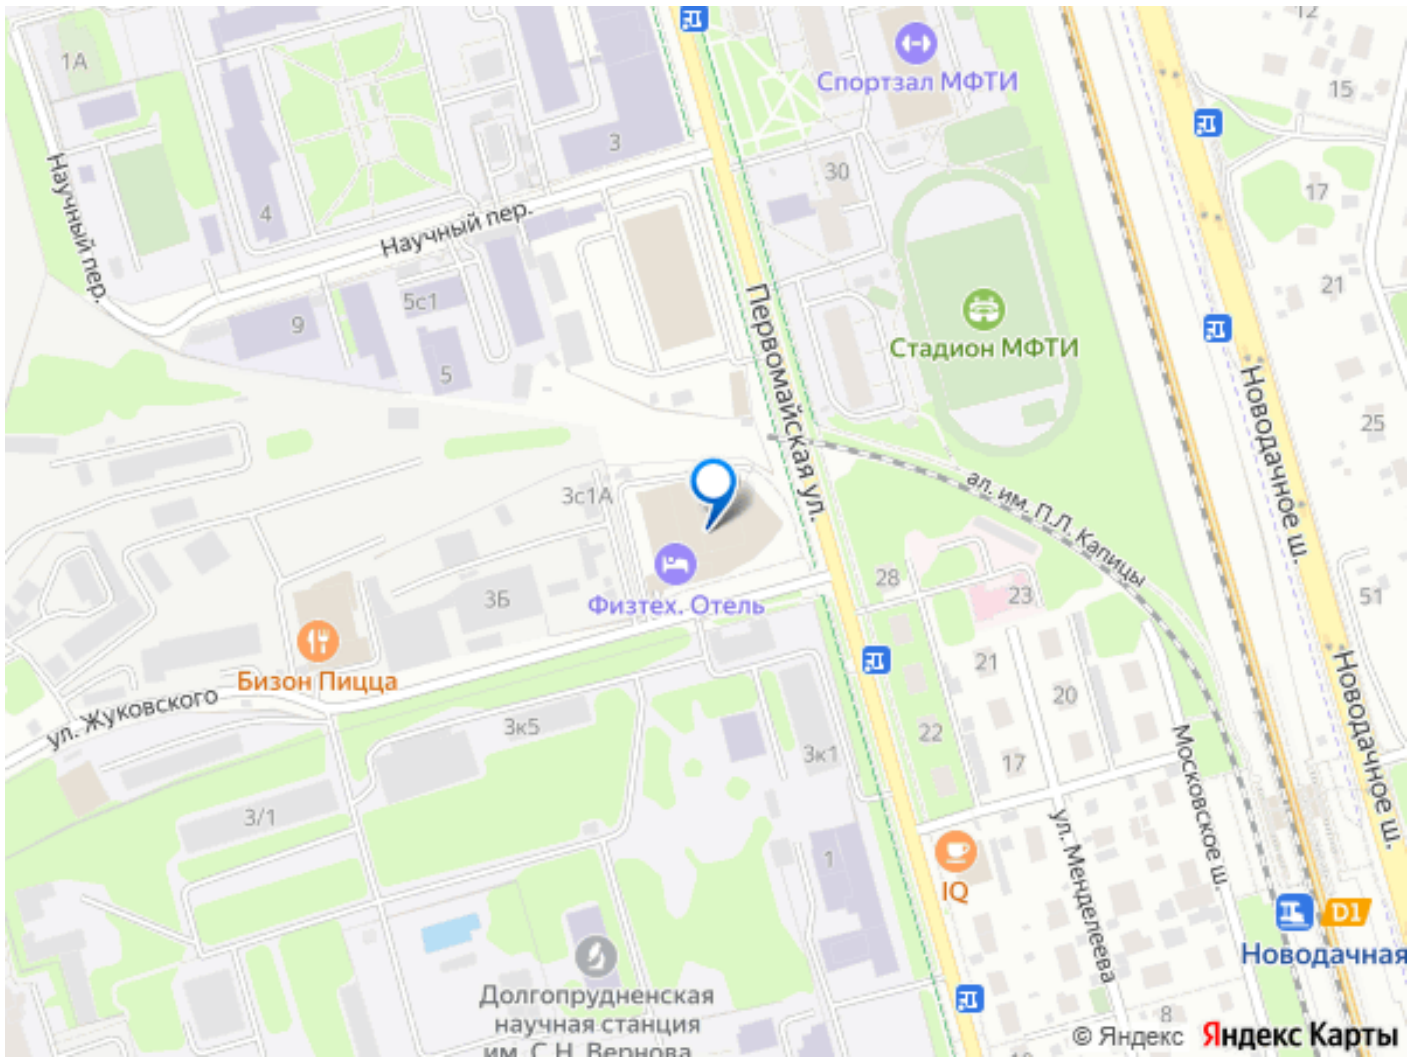 12
1А
Спортзал МФТИ
15
3
30
17
4
Научный пер.
Научный пер.
21
5с1
9
Первомайская ул.
Стадион МФТИ
5
Новодачное ш.
25
3с1А
ал. им. П.Л. Капицы
28
23
51
3Б
Физтех. Отель
21
Бизон Пицца
20
ул. Жуковского
22
3к5
3к1
17
Московское ш.
Новодачное ш.
3/1
ул. Менделеева
1
IQ
D1
Новодачная
Долгопрудненская
научная станция
им. С.Н. Вернова
8
© Яндекс Яндекс Карты